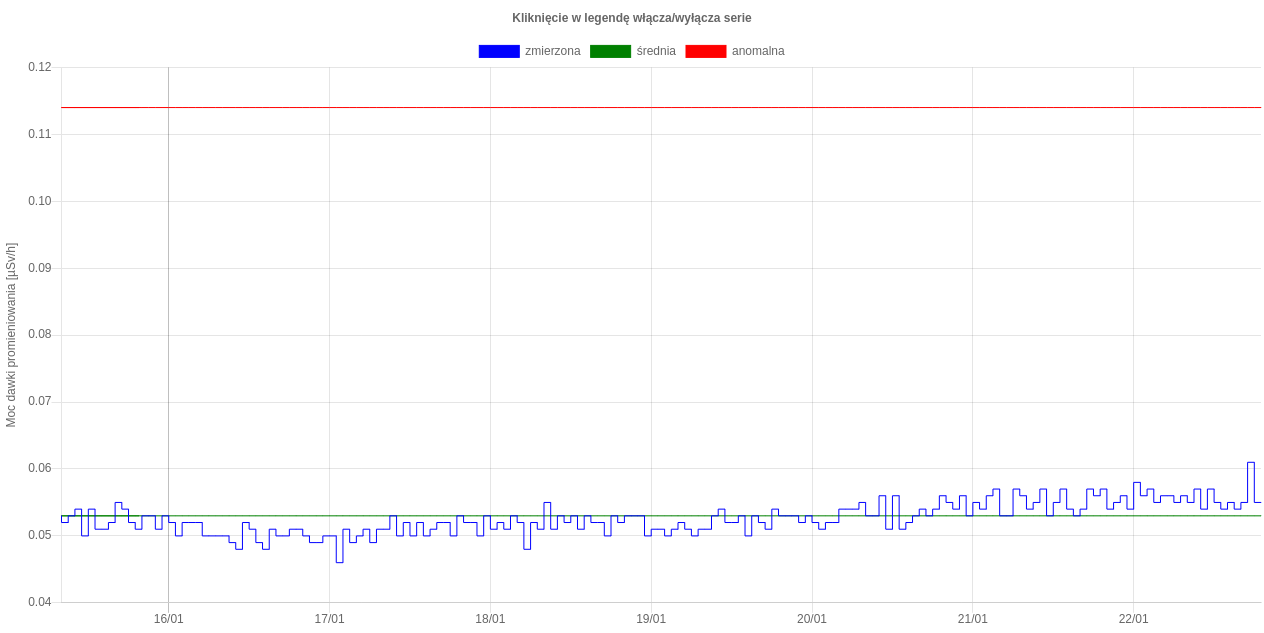 Kliknięcie w legendę włącza/wyłącza serie
zmierzona średnia anomalna
0.12
0.11
0.10
0.09
0.08
0.07
0.06
0.05
0.04
Moc dawki promieniowania [µSv/h]
16/01 17/01 18/01 19/01 20/01 21/01 22/01